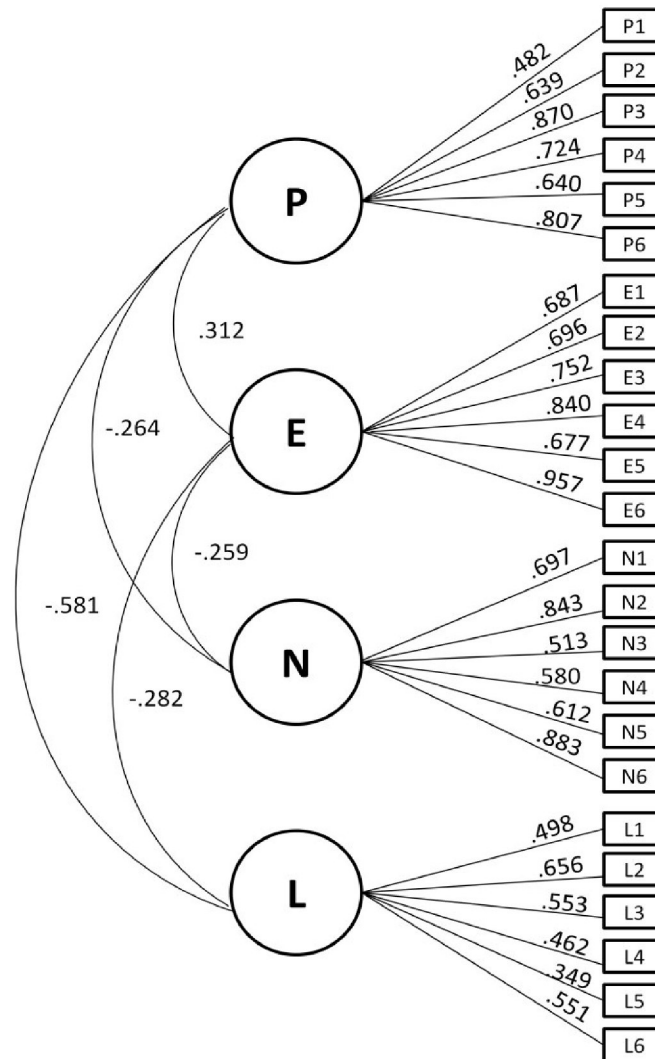 P1
.482
P2
.639
P3
.870
P4
.724
P5
.640
P6
.807
P
E1
.687
E2
.696
E3
.752
E4
.840
E5
.677
E6
.957
.312
E
-.264
-.259
N1
.697
N2
.843
N3
.513
N4
.580
N5
.612
N6
.883
-.581
N
-.282
L1
.498
L2
.656
L3
.553
L4
.462
L5
.349
L6
.551
L